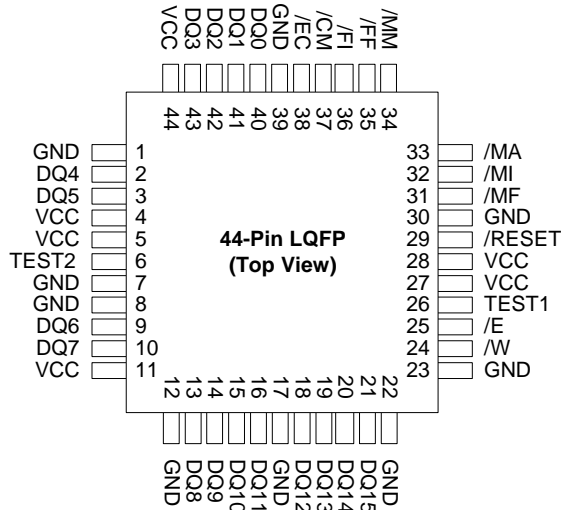 VCC
DQ3
DQ2
DQ1
DQ0
GND
/EC
/CM
/FI
/FF
/MM
44
43
42
41
40
39
38
37
36
35
34
GND 1
DQ4 2
DQ5 3
VCC 4
VCC 5
TEST2 6
GND 7
GND 8
DQ6 9
DQ7 10
VCC 11
44-Pin LQFP
(Top View)
33 /MA
32 /MI
31 /MF
30 GND
29 /RESET
28 VCC
27 VCC
26 TEST1
25 /E
24 /W
23 GND
12
13
14
15
16
17
18
19
20
21
22
GND
DQ8
DQ9
DQ10
DQ11
GND
DQ12
DQ13
DQ14
DQ15
GND